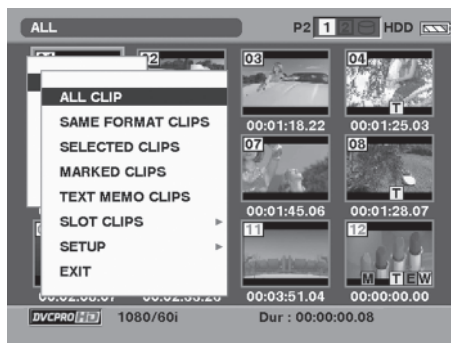 ALL P2 1 2 HDD
02 03 04
ALL CLIP
SAME FORMAT CLIPS
SELECTED CLIPS
MARKED CLIPS
TEXT MEMO CLIPS
SLOT CLIPS
SETUP
EXIT
T
00:01:18.22 00:01:25.03
07 08
T
00:01:45.06 00:01:28.07
11 12
M T E W
00:03:51.04 00:00:00.00
DVCPRO HD 1080/60i Dur : 00:00:00.08